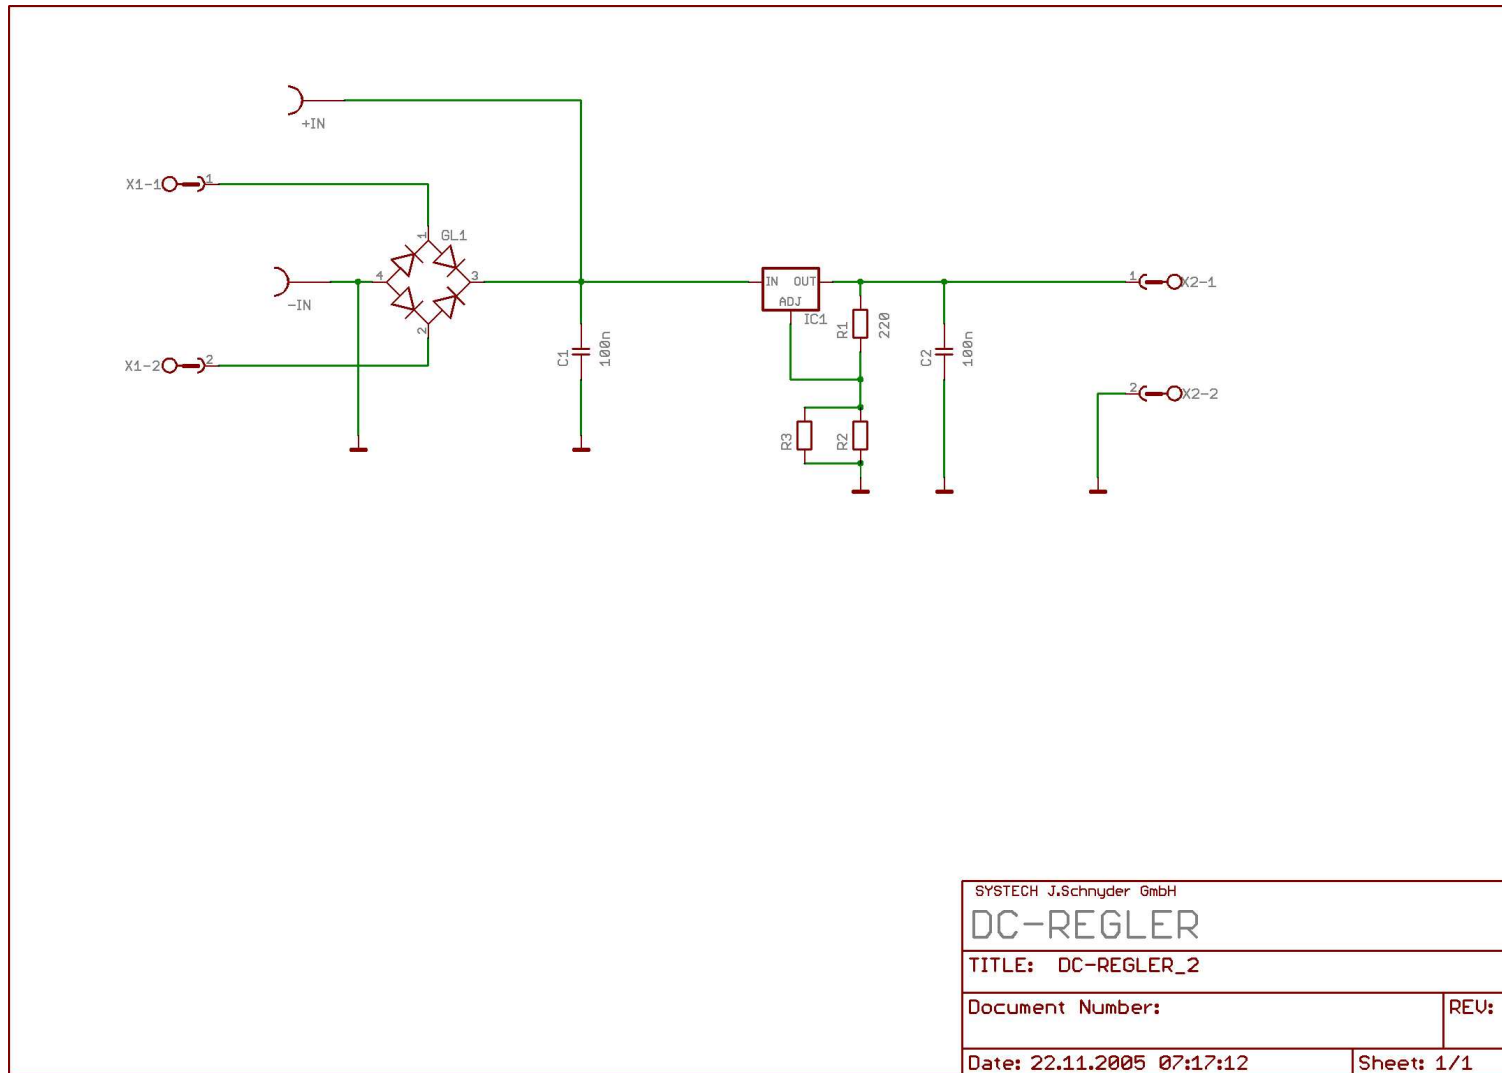 +IN
X1-1
1
1
GL1
4
3
-IN
2
X1-2
2
C1
100n
IN OUT
ADJ
IC1
R1
220
C2
100n
R3
R2
1
X2-1
2
X2-2
SYSTECH J.Schnyder GmbH
DC-REGLER
TITLE: DC-REGLER_2
Document Number:
REV:
Date: 22.11.2005 07:17:12
Sheet: 1/1